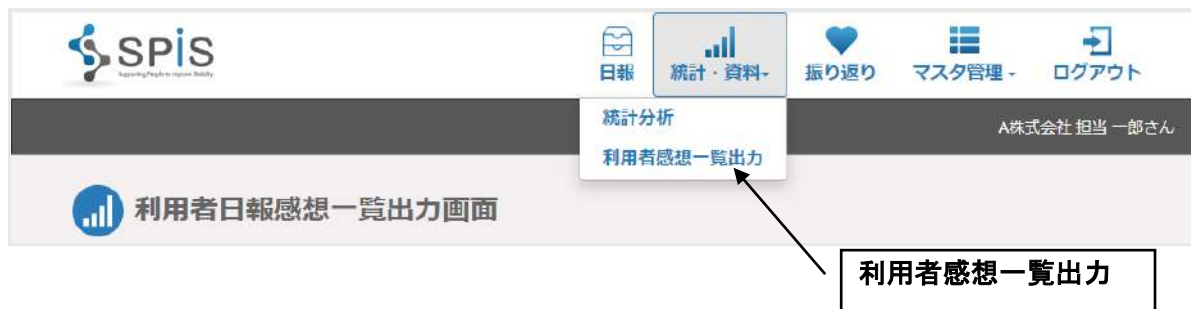 SPiS
Supporting People to Improve Stability
日報
統計・資料
振り返り
マスタ管理
ログアウト
統計分析
利用者感想一覧出力
A株式会社 担当 一郎さん
利用者日報感想一覧出力画面
利用者感想一覧出力